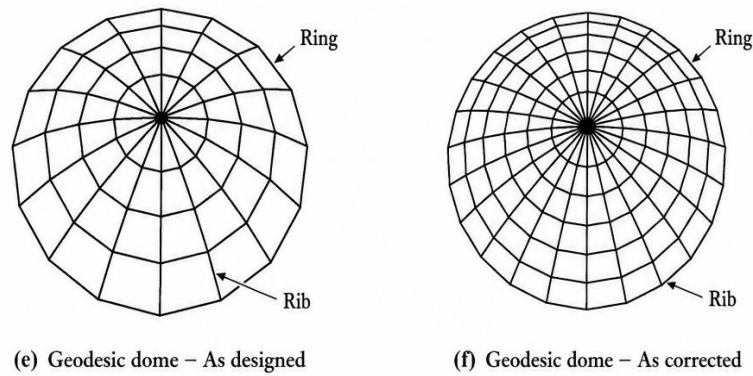 Ring
Rib
(e) Geodesic dome – As designed
Ring
Rib
(f) Geodesic dome – As corrected